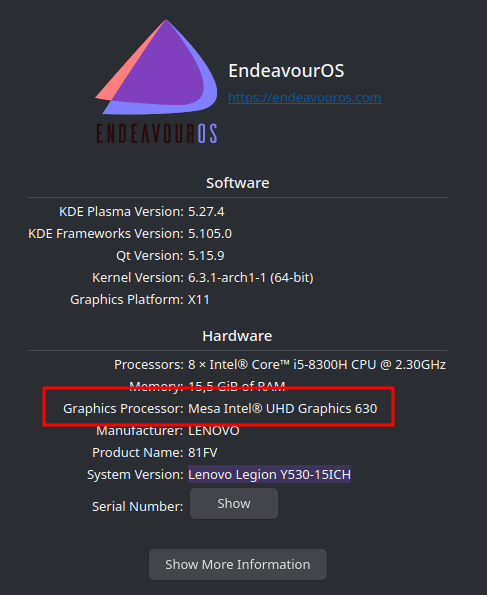 EndeavourOS
https://endeavouros.com
ENDEAVOUROS
Software
KDE Plasma Version: 5.27.4
KDE Frameworks Version: 5.105.0
Qt Version: 5.15.9
Kernel Version: 6.3.1-arch1-1 (64-bit)
Graphics Platform: X11
Hardware
Processors: 8 × Intel® Core™ i5-8300H CPU @ 2.30GHz
Memory: 15,5 GiB of RAM
Graphics Processor: Mesa Intel® UHD Graphics 630
Manufacturer: LENOVO
Product Name: 81FV
System Version: Lenovo Legion Y530-15ICH
Serial Number: Show
Show More Information